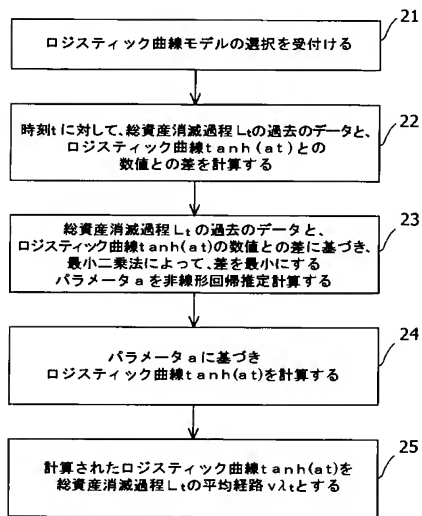 21
ロジスティック曲線モデルの選択を受付ける
22
時刻tに対して、総資産消滅過程Ltの過去のデータと、
ロジスティック曲線tanh(at)との
数値との差を計算する
23
総資産消滅過程Ltの過去のデータと、
ロジスティック曲線tanh(at)の数値との差に基づき、
最小二乗法によって、差を最小にする
パラメータaを非線形回帰推定計算する
24
パラメータaに基づき
ロジスティック曲線tanh(at)を計算する
25
計算されたロジスティック曲線tanh(at)を
総資産消滅過程Ltの平均経路νλtとする